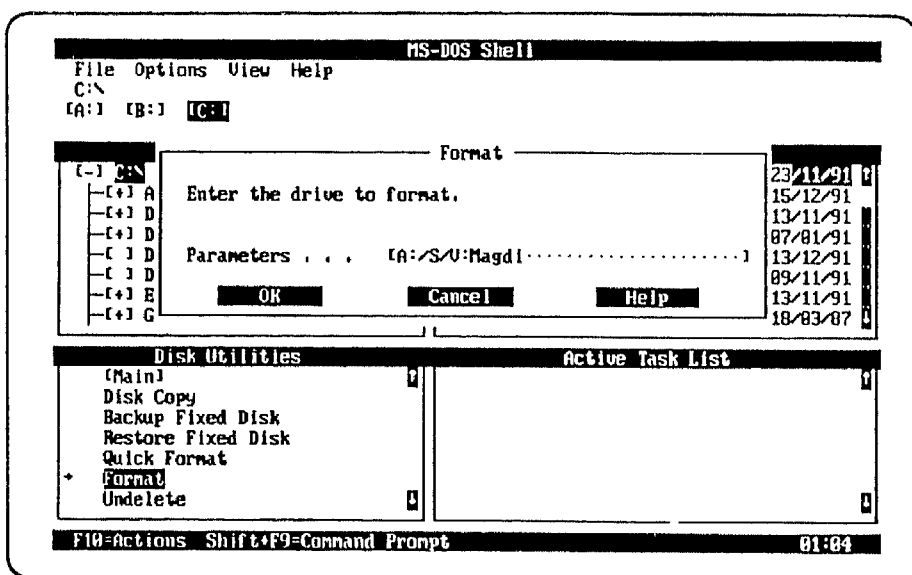 MS-DOS Shell
File Options View Help
C:\
[A:] [B:] [C:]
Format
Enter the drive to format.
Parameters . . . [A:/S/V:Magdi····················]
OK Cancel Help
[-] C:\
[+] A
[+] D
[+] D
[ ] D
[ ] D
[+] E
[+] G
23/11/91
15/12/91
13/11/91
07/01/91
13/12/91
09/11/91
13/11/91
18/03/87
Disk Utilities
[Main]
Disk Copy
Backup Fixed Disk
Restore Fixed Disk
Quick Format
Format
Undelete
Active Task List
F10=Actions Shift+F9=Command Prompt 01:04